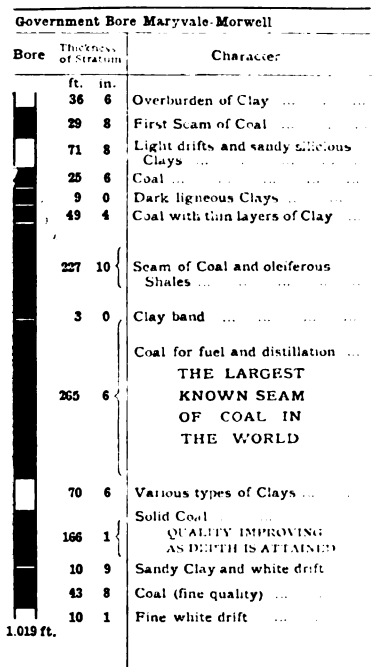 Government Bore Maryvale-Morwell
Bore Thickness of Stratum Character
ft. in.
36 6 Overburden of Clay ... ... ...
29 8 First Seam of Coal ... ... ...
71 8 Light drifts and sandy silicious
Clays ... ... ... ...
25 6 Coal ... ... ... ... ...
9 0 Dark ligneous Clays ... ...
49 4 Coal with thin layers of Clay ...
227 10 Seam of Coal and oleiferous
Shales ... ... ... ...
3 0 Clay band ... ... ... ...
Coal for fuel and distillation ...
THE LARGEST
265 6 KNOWN SEAM
OF COAL IN
THE WORLD
70 6 Various types of Clays ... ...
Solid Coal ... ...
166 1 QUALITY IMPROVING
AS DEPTH IS ATTAINED
10 9 Sandy Clay and white drift
43 8 Coal (fine quality) ... ...
10 1 Fine white drift ... ...
1.019 ft.